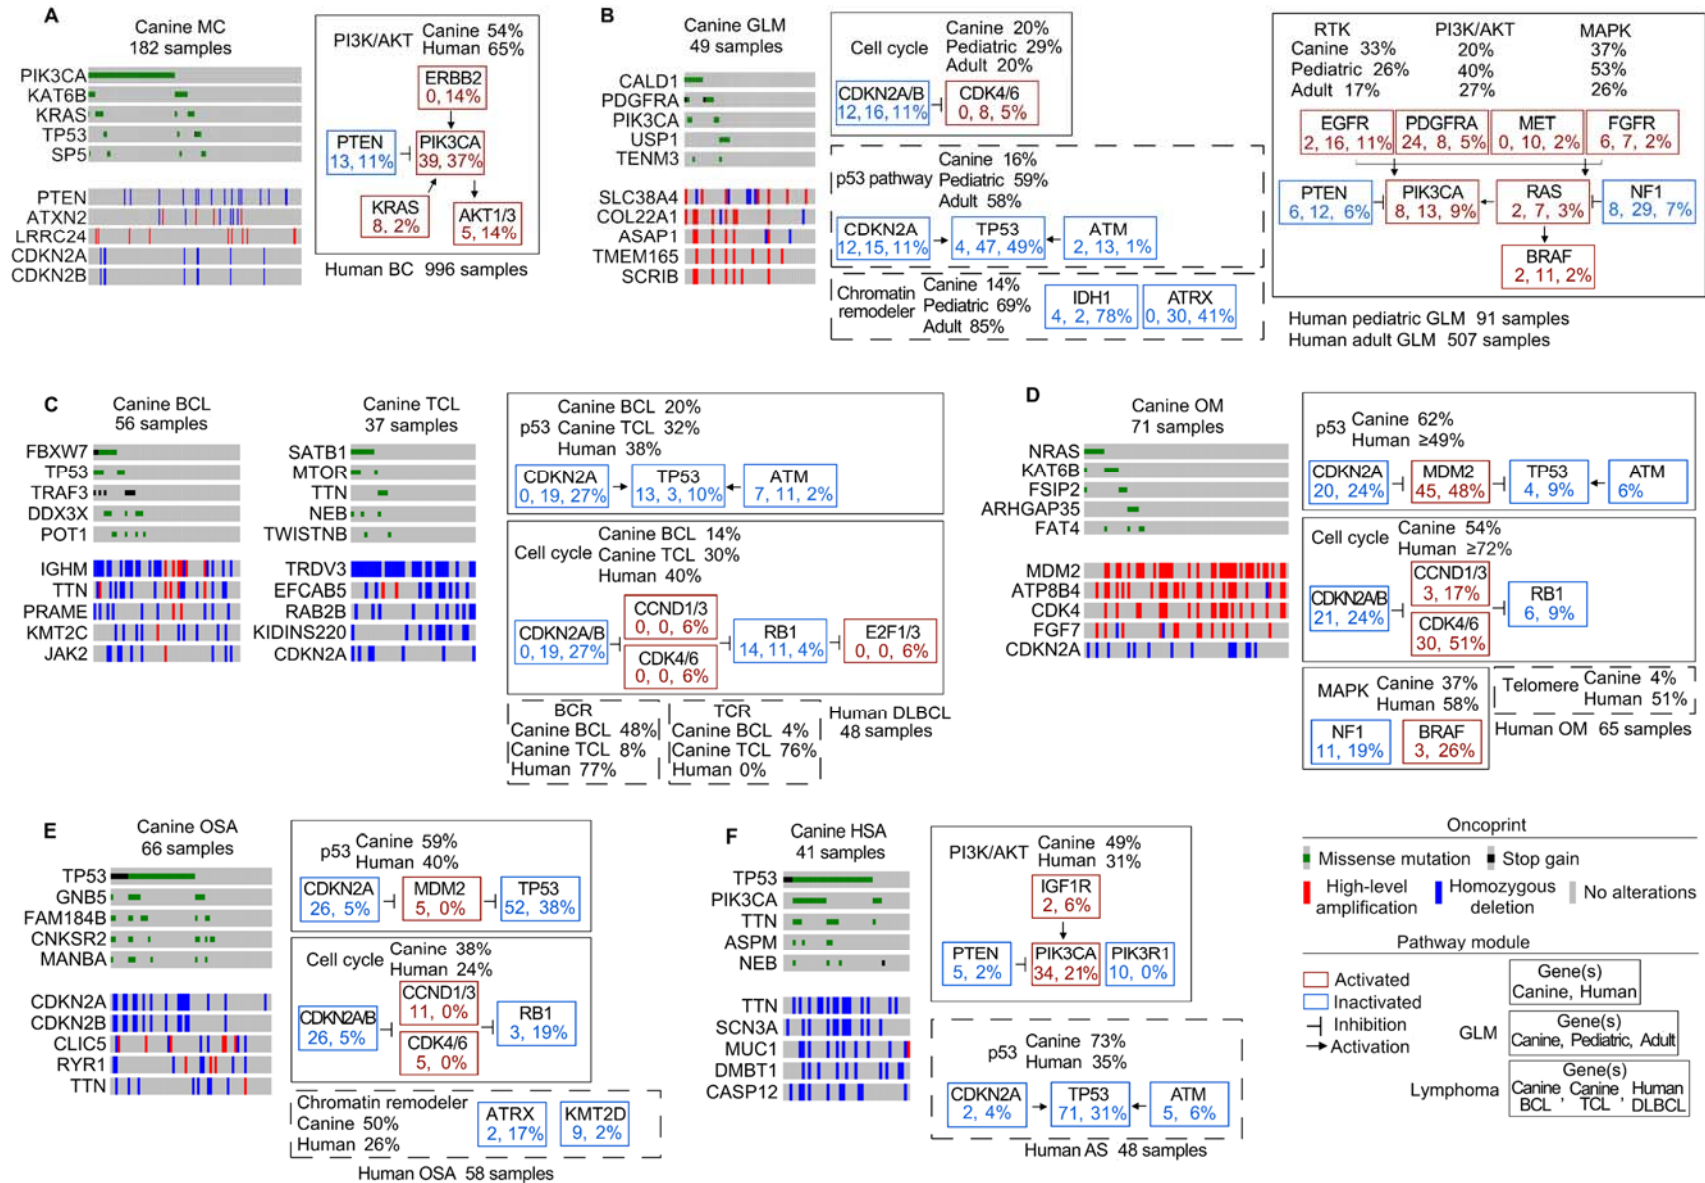 A
Canine MC
182 samples
PIK3CA
KAT6B
KRAS
TP53
SP5
PTEN
ATXN2
LRRC24
CDKN2A
CDKN2B
PI3K/AKT
Canine 54%
Human 65%
ERBB2
0, 14%
PTEN
13, 11%
PIK3CA
39, 37%
KRAS
8, 2%
AKT1/3
5, 14%
Human BC 996 samples
B
Canine GLM
49 samples
CALD1
PDGFRA
PIK3CA
USP1
TENM3
SLC38A4
COL22A1
ASAP1
TMEM165
SCRIB
Cell cycle
Canine 20%
Pediatric 29%
Adult 20%
CDKN2A/B
12, 16, 11%
CDK4/6
0, 8, 5%
p53 pathway
Canine 16%
Pediatric 59%
Adult 58%
CDKN2A
12, 15, 11%
TP53
4, 47, 49%
ATM
2, 13, 1%
Chromatin remodeler
Canine 14%
Pediatric 69%
Adult 85%
IDH1
4, 2, 78%
ATRX
0, 30, 41%
RTK PI3K/AKT MAPK
Canine 33% 20% 37%
Pediatric 26% 40% 53%
Adult 17% 27% 26%
EGFR
2, 16, 11%
PDGFRA
24, 8, 5%
MET
0, 10, 2%
FGFR
6, 7, 2%
PTEN
6, 12, 6%
PIK3CA
8, 13, 9%
RAS
2, 7, 3%
NF1
8, 29, 7%
BRAF
2, 11, 2%
Human pediatric GLM 91 samples
Human adult GLM 507 samples
C
Canine BCL
56 samples
FBXW7
TP53
TRAF3
DDX3X
POT1
IGHM
TTN
PRAME
KMT2C
JAK2
Canine TCL
37 samples
SATB1
MTOR
TTN
NEB
TWISTNB
TRDV3
EFCAB5
RAB2B
KIDINS220
CDKN2A
p53
Canine BCL 20%
Canine TCL 32%
Human 38%
CDKN2A
0, 19, 27%
TP53
13, 3, 10%
ATM
7, 11, 2%
Cell cycle
Canine BCL 14%
Canine TCL 30%
Human 40%
CDKN2A/B
0, 19, 27%
CCND1/3
0, 0, 6%
CDK4/6
0, 0, 6%
RB1
14, 11, 4%
E2F1/3
0, 0, 6%
BCR
Canine BCL 48%
Canine TCL 8%
Human 77%
TCR
Canine BCL 4%
Canine TCL 76%
Human 0%
Human DLBCL
48 samples
D
Canine OM
71 samples
NRAS
KAT6B
FSIP2
ARHGAP35
FAT4
MDM2
ATP8B4
CDK4
FGF7
CDKN2A
p53
Canine 62%
Human ≥49%
CDKN2A
20, 24%
MDM2
45, 48%
TP53
4, 9%
ATM
6%
Cell cycle
Canine 54%
Human ≥72%
CDKN2A/B
21, 24%
CCND1/3
3, 17%
CDK4/6
30, 51%
RB1
6, 9%
MAPK
Canine 37%
Human 58%
NF1
11, 19%
BRAF
3, 26%
Telomere
Canine 4%
Human 51%
Human OM 65 samples
E
Canine OSA
66 samples
TP53
GNB5
FAM184B
CNKSR2
MANBA
CDKN2A
CDKN2B
CLIC5
RYR1
TTN
p53
Canine 59%
Human 40%
CDKN2A
26, 5%
MDM2
5, 0%
TP53
52, 38%
Cell cycle
Canine 38%
Human 24%
CDKN2A/B
26, 5%
CCND1/3
11, 0%
CDK4/6
5, 0%
RB1
3, 19%
Chromatin remodeler
Canine 50%
Human 26%
ATRX
2, 17%
KMT2D
9, 2%
Human OSA 58 samples
F
Canine HSA
41 samples
TP53
PIK3CA
TTN
ASPM
NEB
TTN
SCN3A
MUC1
DMBT1
CASP12
PI3K/AKT
Canine 49%
Human 31%
IGF1R
2, 6%
PTEN
5, 2%
PIK3CA
34, 21%
PIK3R1
10, 0%
p53
Canine 73%
Human 35%
CDKN2A
2, 4%
TP53
71, 31%
ATM
5, 6%
Human AS 48 samples
Oncoprint
Missense mutation
Stop gain
High-level amplification
Homozygous deletion
No alterations
Pathway module
Activated
Inactivated
Inhibition
Activation
Gene(s)
Canine, Human
GLM
Gene(s)
Canine, Pediatric, Adult
Lymphoma
Gene(s)
Canine BCL, Canine TCL, Human DLBCL